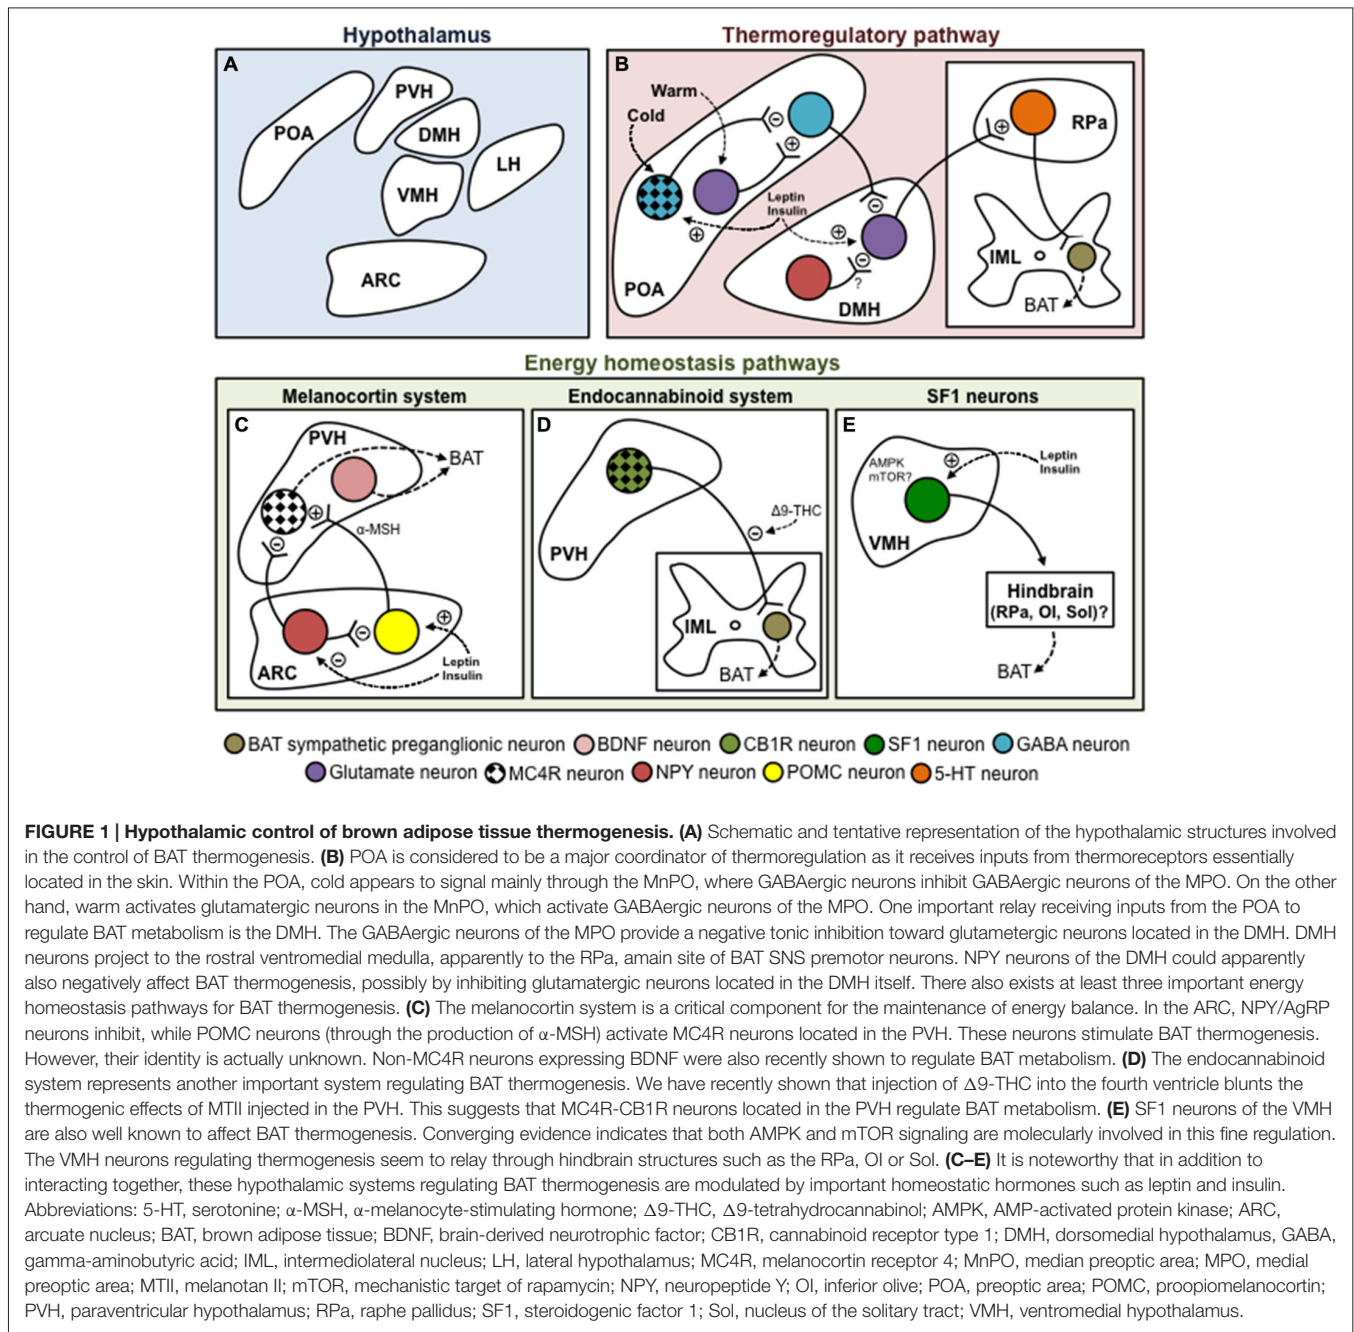 Hypothalamus
A
POA
PVH
DMH
LH
VMH
ARC
Thermoregulatory pathway
B
Warm
Cold
Leptin
Insulin
POA
?
DMH
RPa
IML
BAT
Energy homeostasis pathways
Melanocortin system
C
PVH
BAT
α-MSH
ARC
Leptin
Insulin
Endocannabinoid system
D
Δ9-THC
PVH
IML
BAT
SF1 neurons
E
AMPK
mTOR?
Leptin
Insulin
VMH
Hindbrain
(RPa, OI, Sol)?
BAT
BAT sympathetic preganglionic neuron BDNF neuron CB1R neuron SF1 neuron GABA neuron
Glutamate neuron MC4R neuron NPY neuron POMC neuron 5-HT neuron
FIGURE 1 | Hypothalamic control of brown adipose tissue thermogenesis. (A) Schematic and tentative representation of the hypothalamic structures involved
in the control of BAT thermogenesis. (B) POA is considered to be a major coordinator of thermoregulation as it receives inputs from thermoreceptors essentially
located in the skin. Within the POA, cold appears to signal mainly through the MnPO, where GABAergic neurons inhibit GABAergic neurons of the MPO. On the other
hand, warm activates glutamatergic neurons in the MnPO, which activate GABAergic neurons of the MPO. One important relay receiving inputs from the POA to
regulate BAT metabolism is the DMH. The GABAergic neurons of the MPO provide a negative tonic inhibition toward glutametergic neurons located in the DMH. DMH
neurons project to the rostral ventromedial medulla, apparently to the RPa, amain site of BAT SNS premotor neurons. NPY neurons of the DMH could apparently
also negatively affect BAT thermogenesis, possibly by inhibiting glutamatergic neurons located in the DMH itself. There also exists at least three important energy
homeostasis pathways for BAT thermogenesis. (C) The melanocortin system is a critical component for the maintenance of energy balance. In the ARC, NPY/AgRP
neurons inhibit, while POMC neurons (through the production of α-MSH) activate MC4R neurons located in the PVH. These neurons stimulate BAT thermogenesis.
However, their identity is actually unknown. Non-MC4R neurons expressing BDNF were also recently shown to regulate BAT metabolism. (D) The endocannabinoid
system represents another important system regulating BAT thermogenesis. We have recently shown that injection of Δ9-THC into the fourth ventricle blunts the
thermogenic effects of MTII injected in the PVH. This suggests that MC4R-CB1R neurons located in the PVH regulate BAT metabolism. (E) SF1 neurons of the VMH
are also well known to affect BAT thermogenesis. Converging evidence indicates that both AMPK and mTOR signaling are molecularly involved in this fine regulation.
The VMH neurons regulating thermogenesis seem to relay through hindbrain structures such as the RPa, OI or Sol. (C–E) It is noteworthy that in addition to
interacting together, these hypothalamic systems regulating BAT thermogenesis are modulated by important homeostatic hormones such as leptin and insulin.
Abbreviations: 5-HT, serotonine; α-MSH, α-melanocyte-stimulating hormone; Δ9-THC, Δ9-tetrahydrocannabinol; AMPK, AMP-activated protein kinase; ARC,
arcuate nucleus; BAT, brown adipose tissue; BDNF, brain-derived neurotrophic factor; CB1R, cannabinoid receptor type 1; DMH, dorsomedial hypothalamus, GABA,
gamma-aminobutyric acid; IML, intermediolateral nucleus; LH, lateral hypothalamus; MC4R, melanocortin receptor 4; MnPO, median preoptic area; MPO, medial
preoptic area; MTII, melanotan II; mTOR, mechanistic target of rapamycin; NPY, neuropeptide Y; OI, inferior olive; POA, preoptic area; POMC, proopiomelanocortin;
PVH, paraventricular hypothalamus; RPa, raphe pallidus; SF1, steroidogenic factor 1; Sol, nucleus of the solitary tract; VMH, ventromedial hypothalamus.